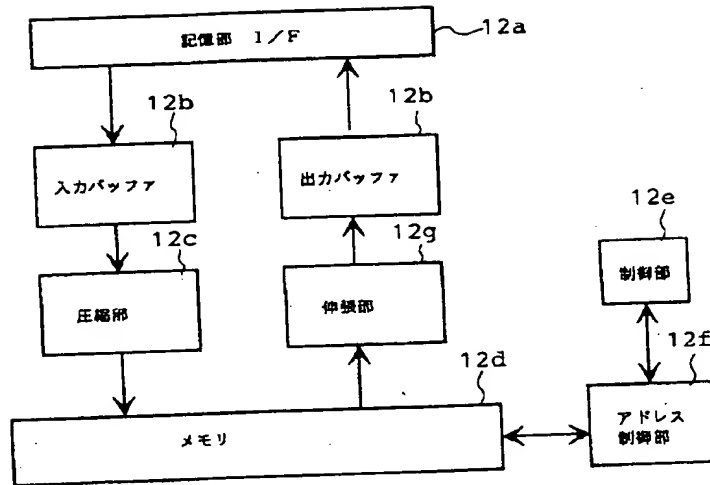 記憶部 I/F
12a
12b
12b
入力バッファ
出力バッファ
12c
12g
12e
圧縮部
伸張部
制御部
12d
12f
メモリ
アドレス
制御部